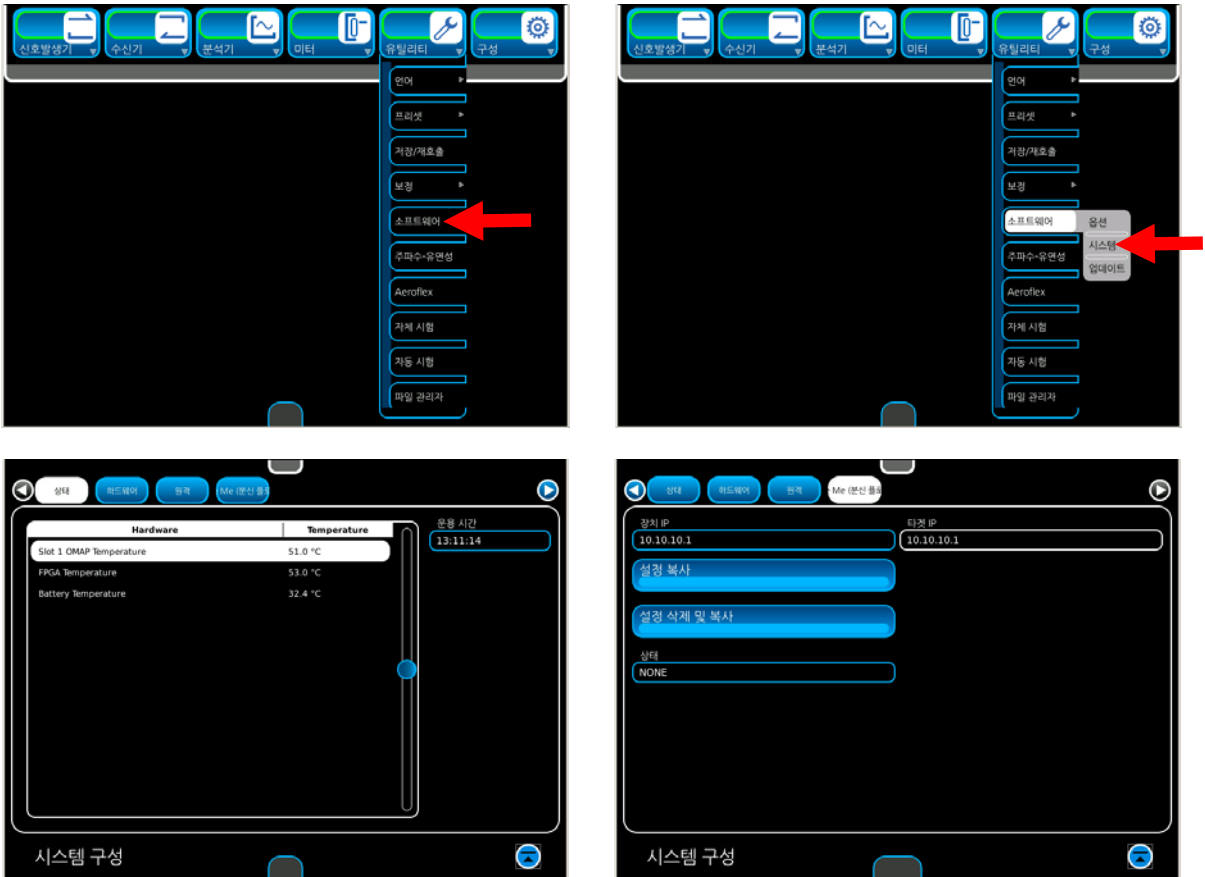 신호발생기 수신기 분석기 미터 유틸리티 구성
언어
프리셋
저장/재호출
보정
소프트웨어
주파수-유연성
Aeroflex
자체 시험
자동 시험
파일 관리자
신호발생기 수신기 분석기 미터 유틸리티 구성
언어
프리셋
저장/재호출
보정
소프트웨어 옵션
시스템
주파수-유연성
업데이트
Aeroflex
자체 시험
자동 시험
파일 관리자
상태 하드웨어 원격 Me (분신 플로
Hardware Temperature
운용 시간
13:11:14
Slot 1 OMAP Temperature 51.0 °C
FPGA Temperature 53.0 °C
Battery Temperature 32.4 °C
시스템 구성
상태 하드웨어 원격 Me (분신 플로
장치 IP 타겟 IP
10.10.10.1 10.10.10.1
설정 복사
설정 삭제 및 복사
상태
NONE
시스템 구성